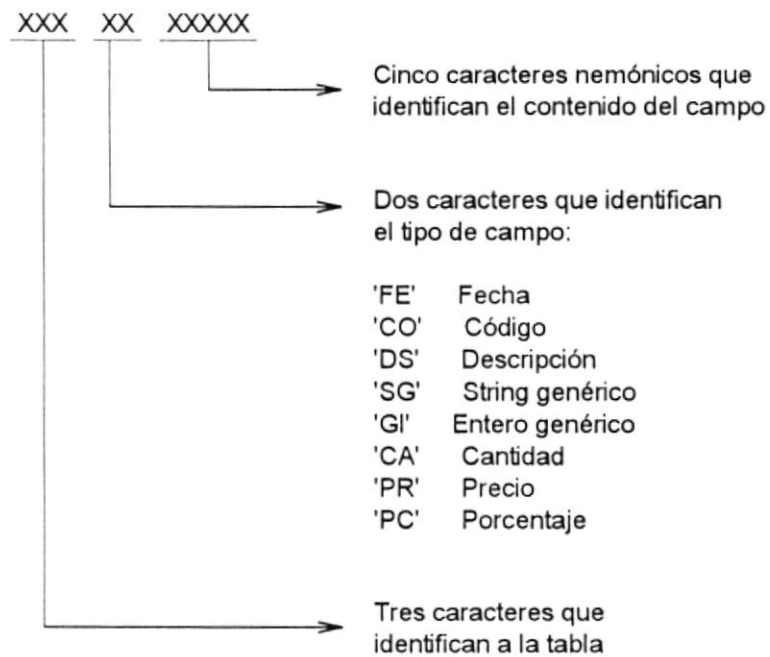 XXX XX XXXXX
Cinco caracteres nemónicos que
identifican el contenido del campo
Dos caracteres que identifican
el tipo de campo:
'FE' Fecha
'CO' Código
'DS' Descripción
'SG' String genérico
'GI' Entero genérico
'CA' Cantidad
'PR' Precio
'PC' Porcentaje
Tres caracteres que
identifican a la tabla